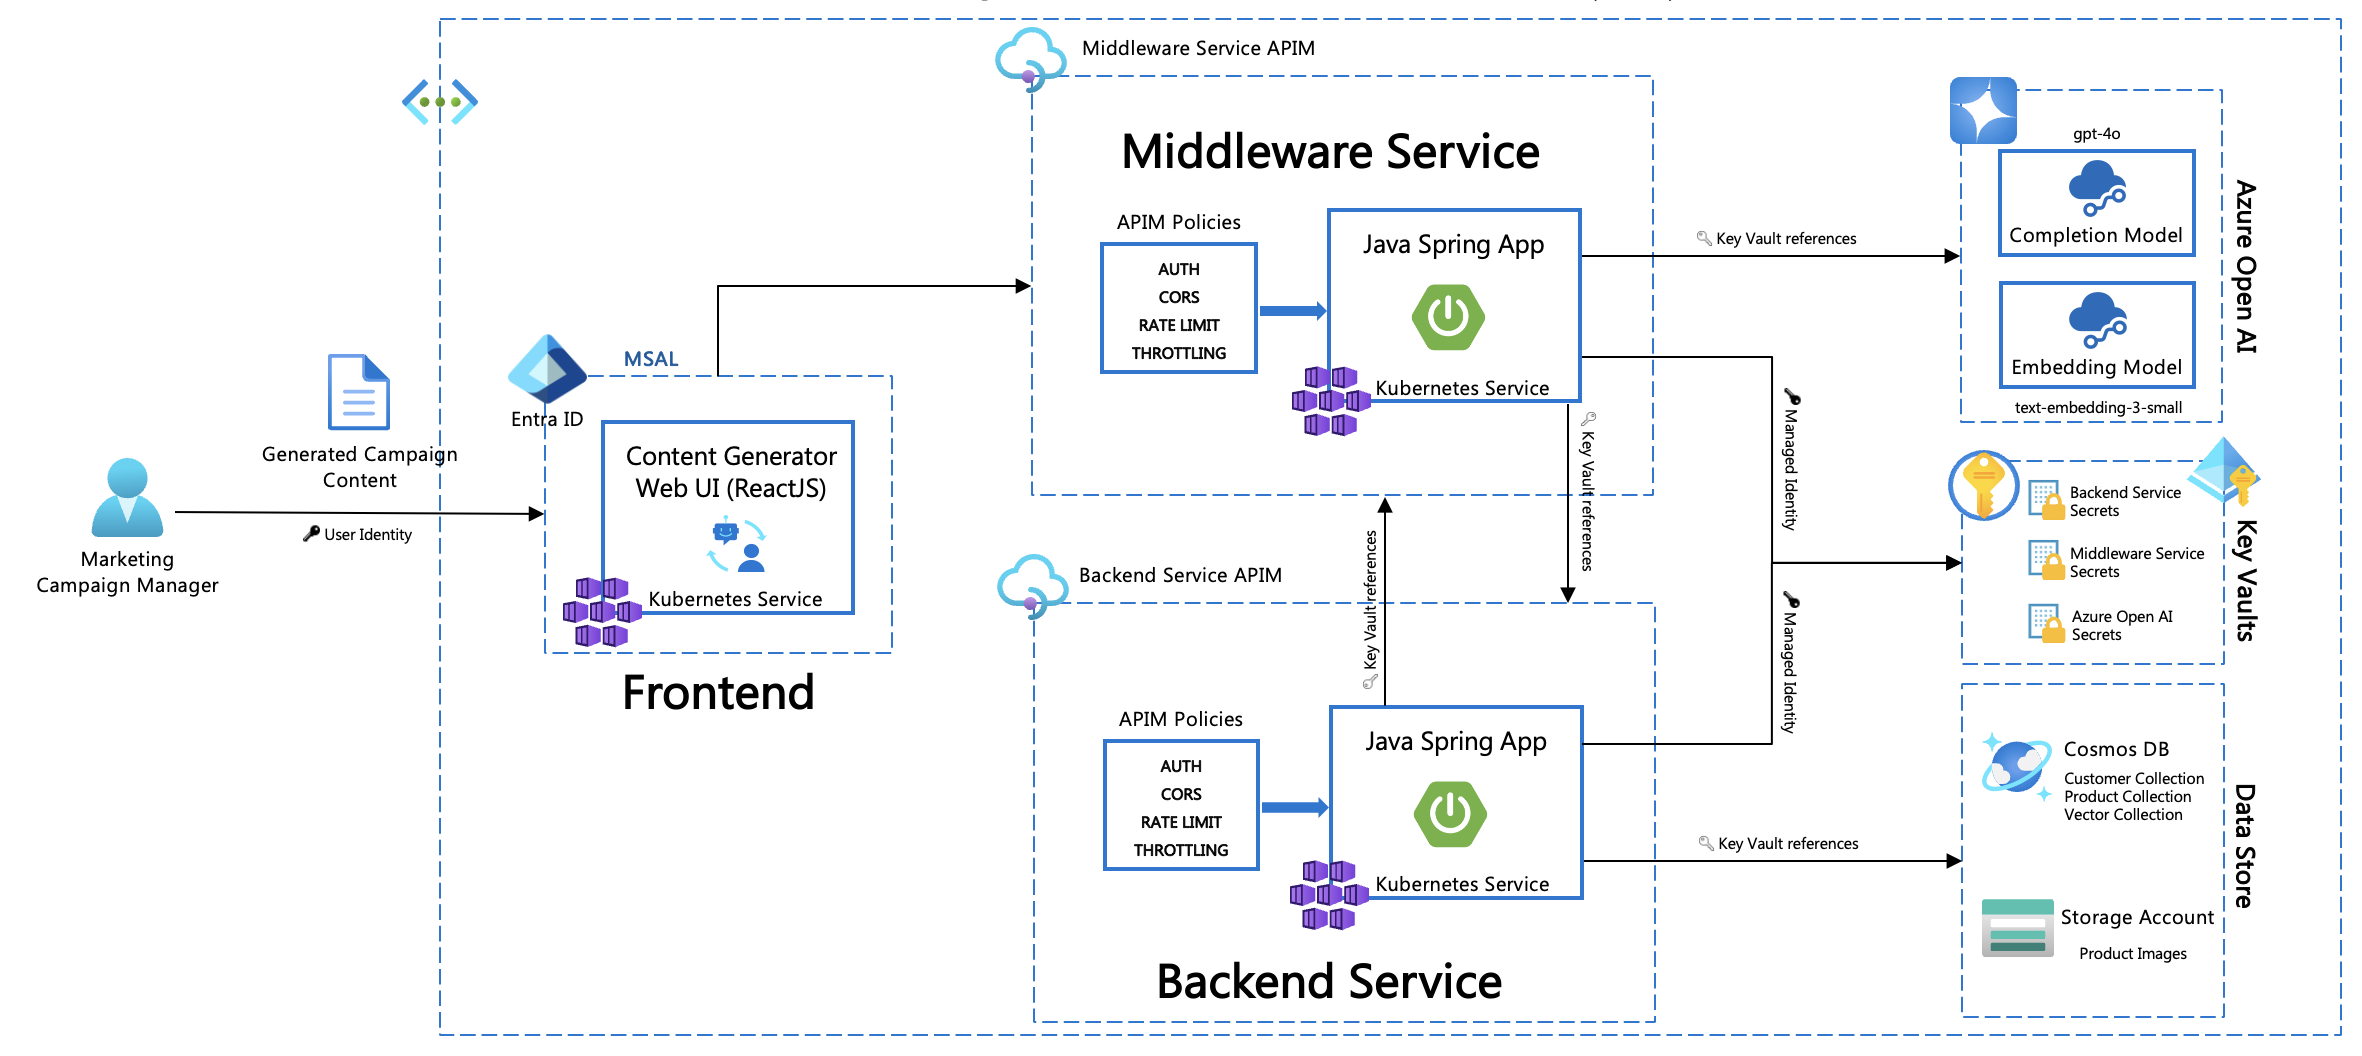 Middleware Service APIM
Middleware Service
APIM Policies
AUTH
CORS
RATE LIMIT
THROTTLING
Java Spring App
Kubernetes Service
Key Vault references
gpt-4o
Completion Model
Embedding Model
text-embedding-3-small
Azure Open AI
MSAL
Entra ID
Content Generator
Web UI (ReactJS)
Kubernetes Service
Frontend
Generated Campaign
Content
User Identity
Marketing
Campaign Manager
Key Vault references
Key Vault references
Managed Identity
Managed Identity
Backend Service
Secrets
Middleware Service
Secrets
Azure Open AI
Secrets
Key Vaults
Backend Service APIM
APIM Policies
AUTH
CORS
RATE LIMIT
THROTTLING
Java Spring App
Kubernetes Service
Backend Service
Key Vault references
Cosmos DB
Customer Collection
Product Collection
Vector Collection
Storage Account
Product Images
Data Store